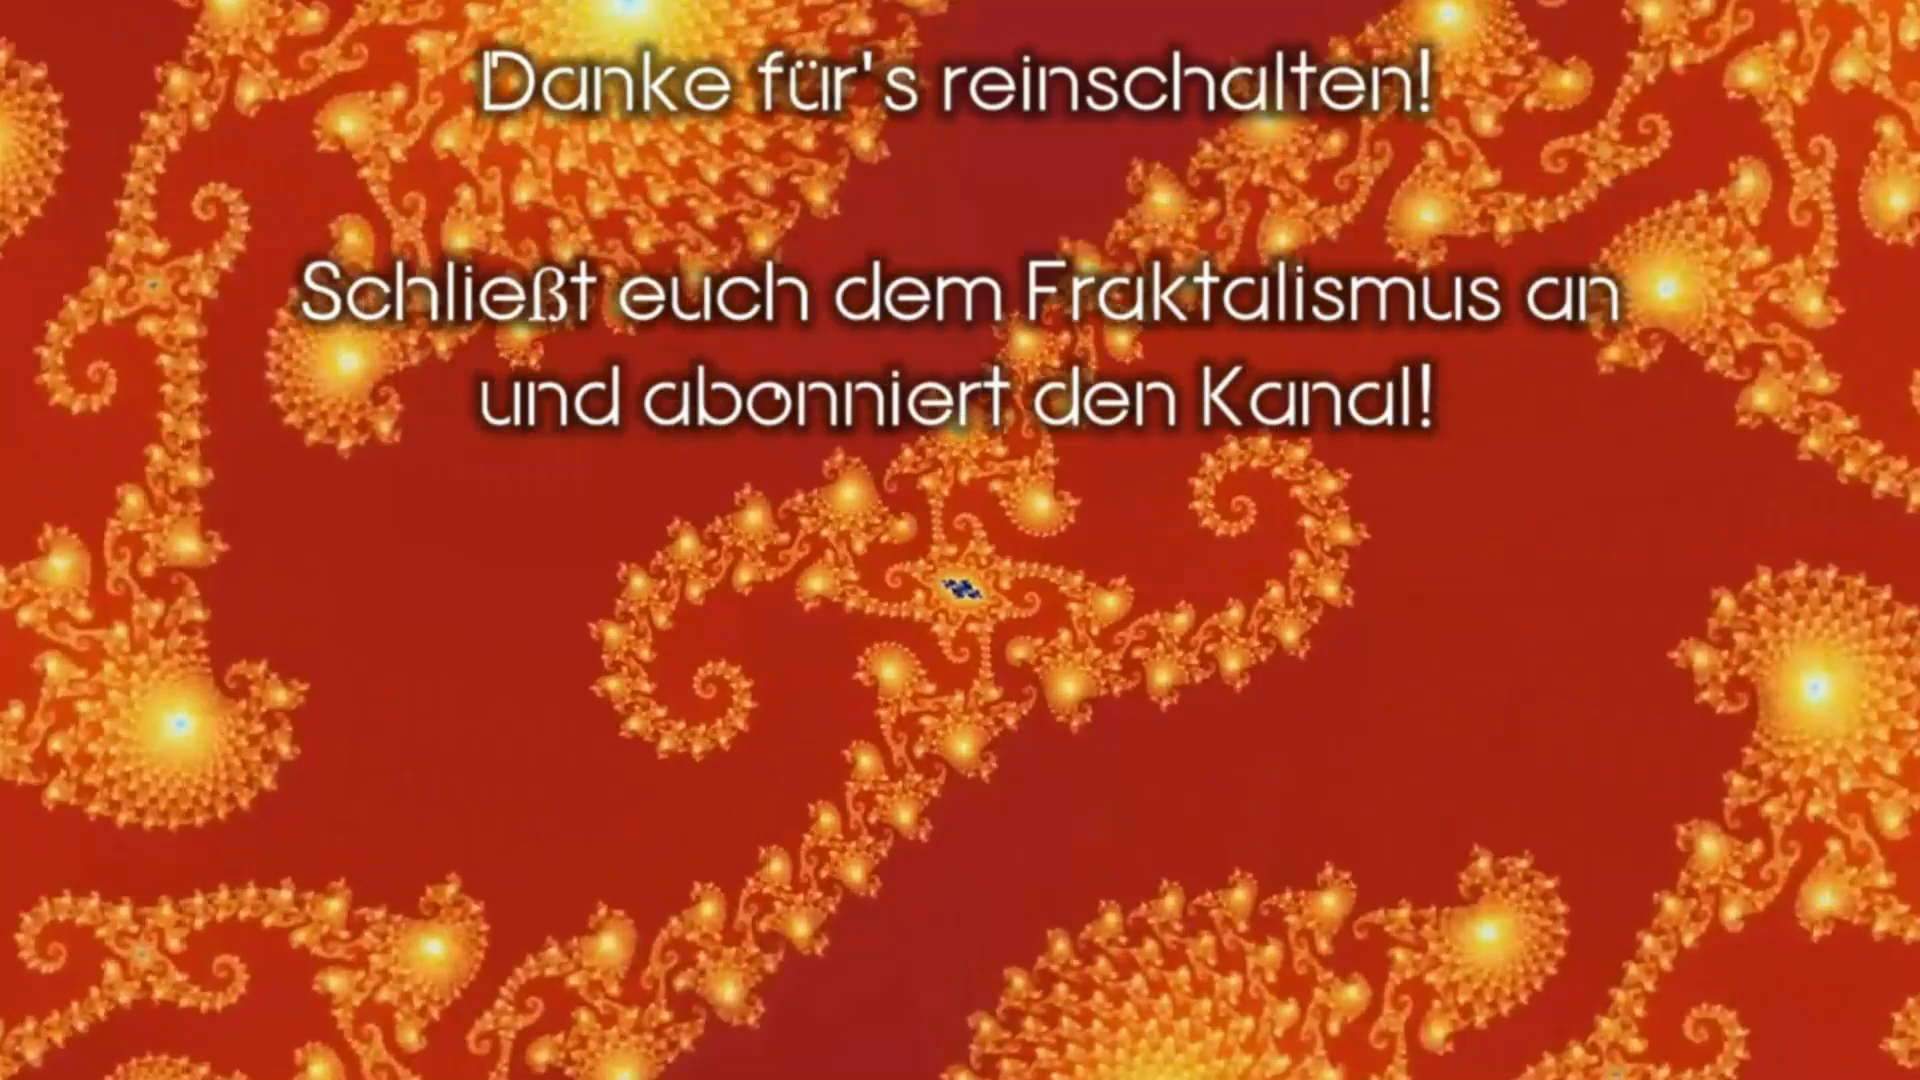 Danke für's reinschalten!
Schließt euch dem Fraktalismus an
und abonniert den Kanal!